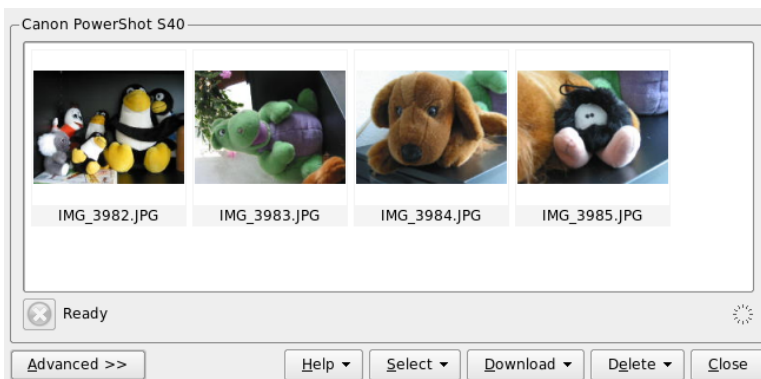 Canon PowerShot S40
IMG_3982.JPG IMG_3983.JPG IMG_3984.JPG IMG_3985.JPG
Ready
Advanced >> Help Select Download Delete Close